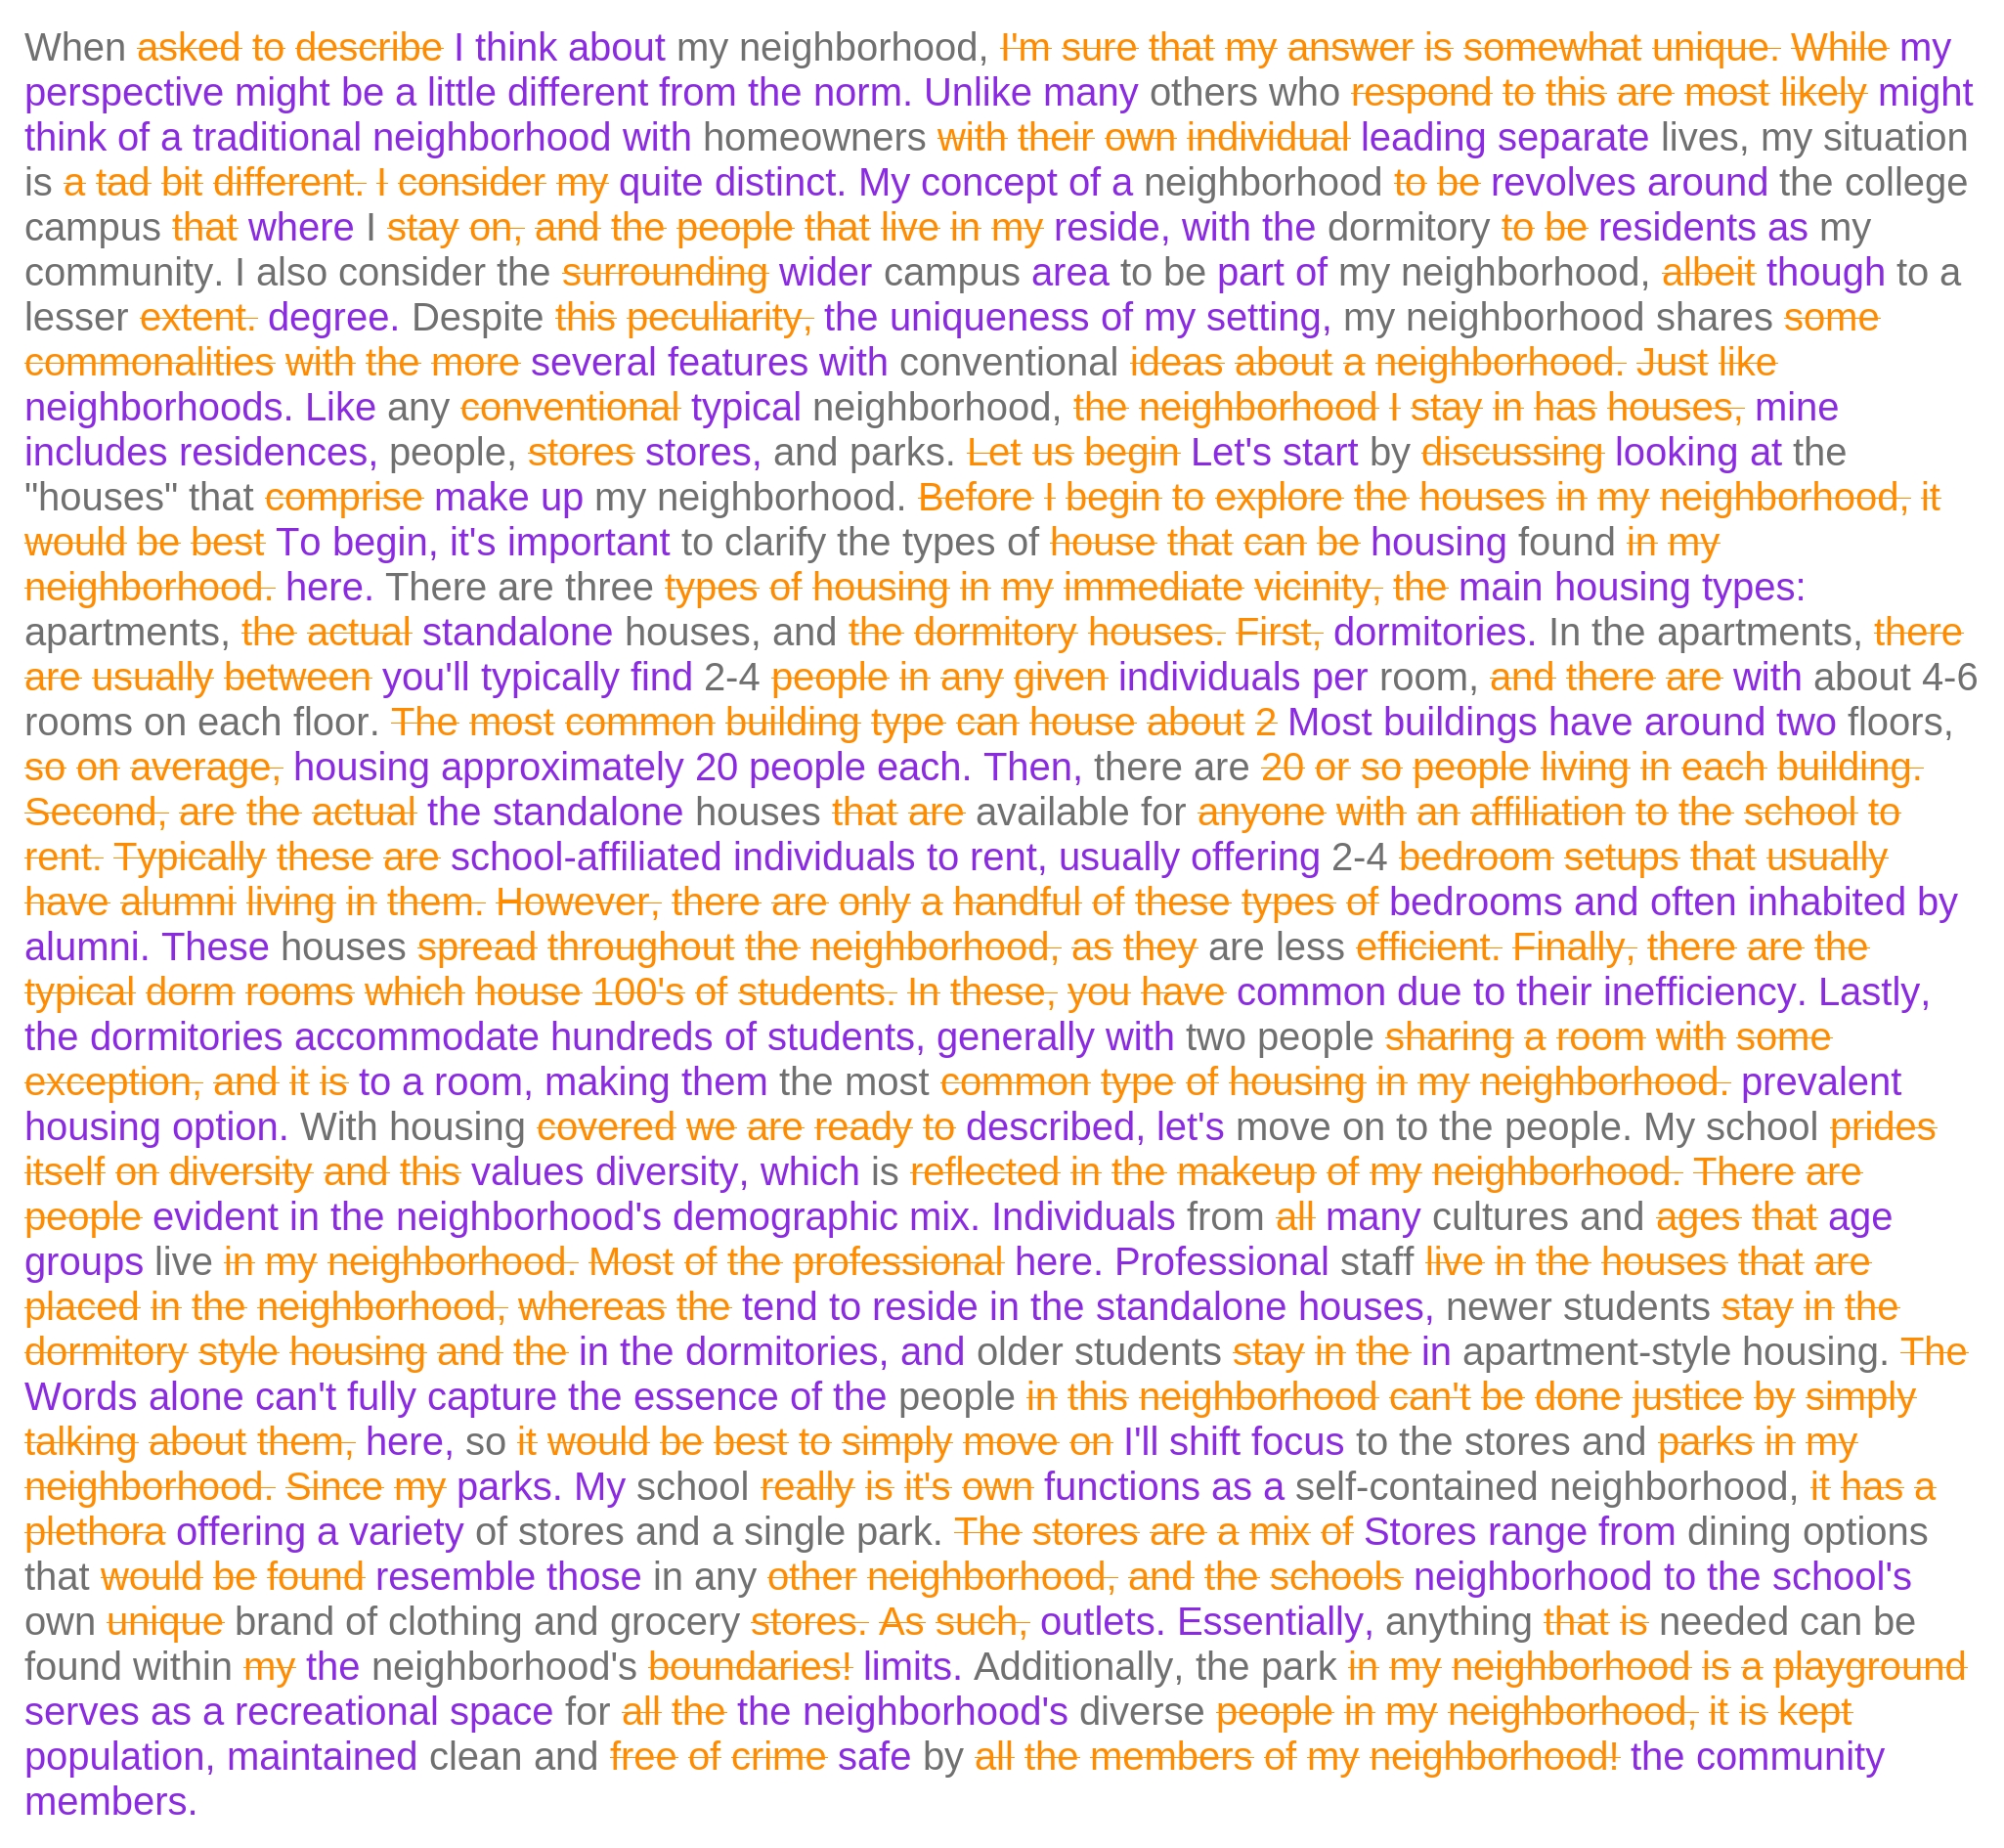 When asked to describe I think about my neighborhood, I'm sure that my answer is somewhat unique. While my
perspective might be a little different from the norm. Unlike many others who respond to this are most likely might
think of a traditional neighborhood with homeowners with their own individual leading separate lives, my situation
is a tad bit different. I consider my quite distinct. My concept of a neighborhood to be revolves around the college
campus that where I stay on, and the people that live in my reside, with the dormitory to be residents as my
community. I also consider the surrounding wider campus area to be part of my neighborhood, albeit though to a
lesser extent. degree. Despite this peculiarity, the uniqueness of my setting, my neighborhood shares some
commonalities with the more several features with conventional ideas about a neighborhood. Just like
neighborhoods. Like any conventional typical neighborhood, the neighborhood I stay in has houses, mine
includes residences, people, stores stores, and parks. Let us begin Let's start by discussing looking at the
"houses" that comprise make up my neighborhood. Before I begin to explore the houses in my neighborhood, it
would be best To begin, it's important to clarify the types of house that can be housing found in my
neighborhood. here. There are three types of housing in my immediate vicinity, the main housing types:
apartments, the actual standalone houses, and the dormitory houses. First, dormitories. In the apartments, there
are usually between you'll typically find 2-4 people in any given individuals per room, and there are with about 4-6
rooms on each floor. The most common building type can house about 2 Most buildings have around two floors,
so on average, housing approximately 20 people each. Then, there are 20 or so people living in each building.
Second, are the actual the standalone houses that are available for anyone with an affiliation to the school to
rent. Typically these are school-affiliated individuals to rent, usually offering 2-4 bedroom setups that usually
have alumni living in them. However, there are only a handful of these types of bedrooms and often inhabited by
alumni. These houses spread throughout the neighborhood, as they are less efficient. Finally, there are the
typical dorm rooms which house 100's of students. In these, you have common due to their inefficiency. Lastly,
the dormitories accommodate hundreds of students, generally with two people sharing a room with some
exception, and it is to a room, making them the most common type of housing in my neighborhood. prevalent
housing option. With housing covered we are ready to described, let's move on to the people. My school prides
itself on diversity and this values diversity, which is reflected in the makeup of my neighborhood. There are
people evident in the neighborhood's demographic mix. Individuals from all many cultures and ages that age
groups live in my neighborhood. Most of the professional here. Professional staff live in the houses that are
placed in the neighborhood, whereas the tend to reside in the standalone houses, newer students stay in the
dormitory style housing and the in the dormitories, and older students stay in the in apartment-style housing. The
Words alone can't fully capture the essence of the people in this neighborhood can't be done justice by simply
talking about them, here, so it would be best to simply move on I'll shift focus to the stores and parks in my
neighborhood. Since my parks. My school really is it's own functions as a self-contained neighborhood, it has a
plethora offering a variety of stores and a single park. The stores are a mix of Stores range from dining options
that would be found resemble those in any other neighborhood, and the schools neighborhood to the school's
own unique brand of clothing and grocery stores. As such, outlets. Essentially, anything that is needed can be
found within my the neighborhood's boundaries! limits. Additionally, the park in my neighborhood is a playground
serves as a recreational space for all the the neighborhood's diverse people in my neighborhood, it is kept
population, maintained clean and free of crime safe by all the members of my neighborhood! the community
members.